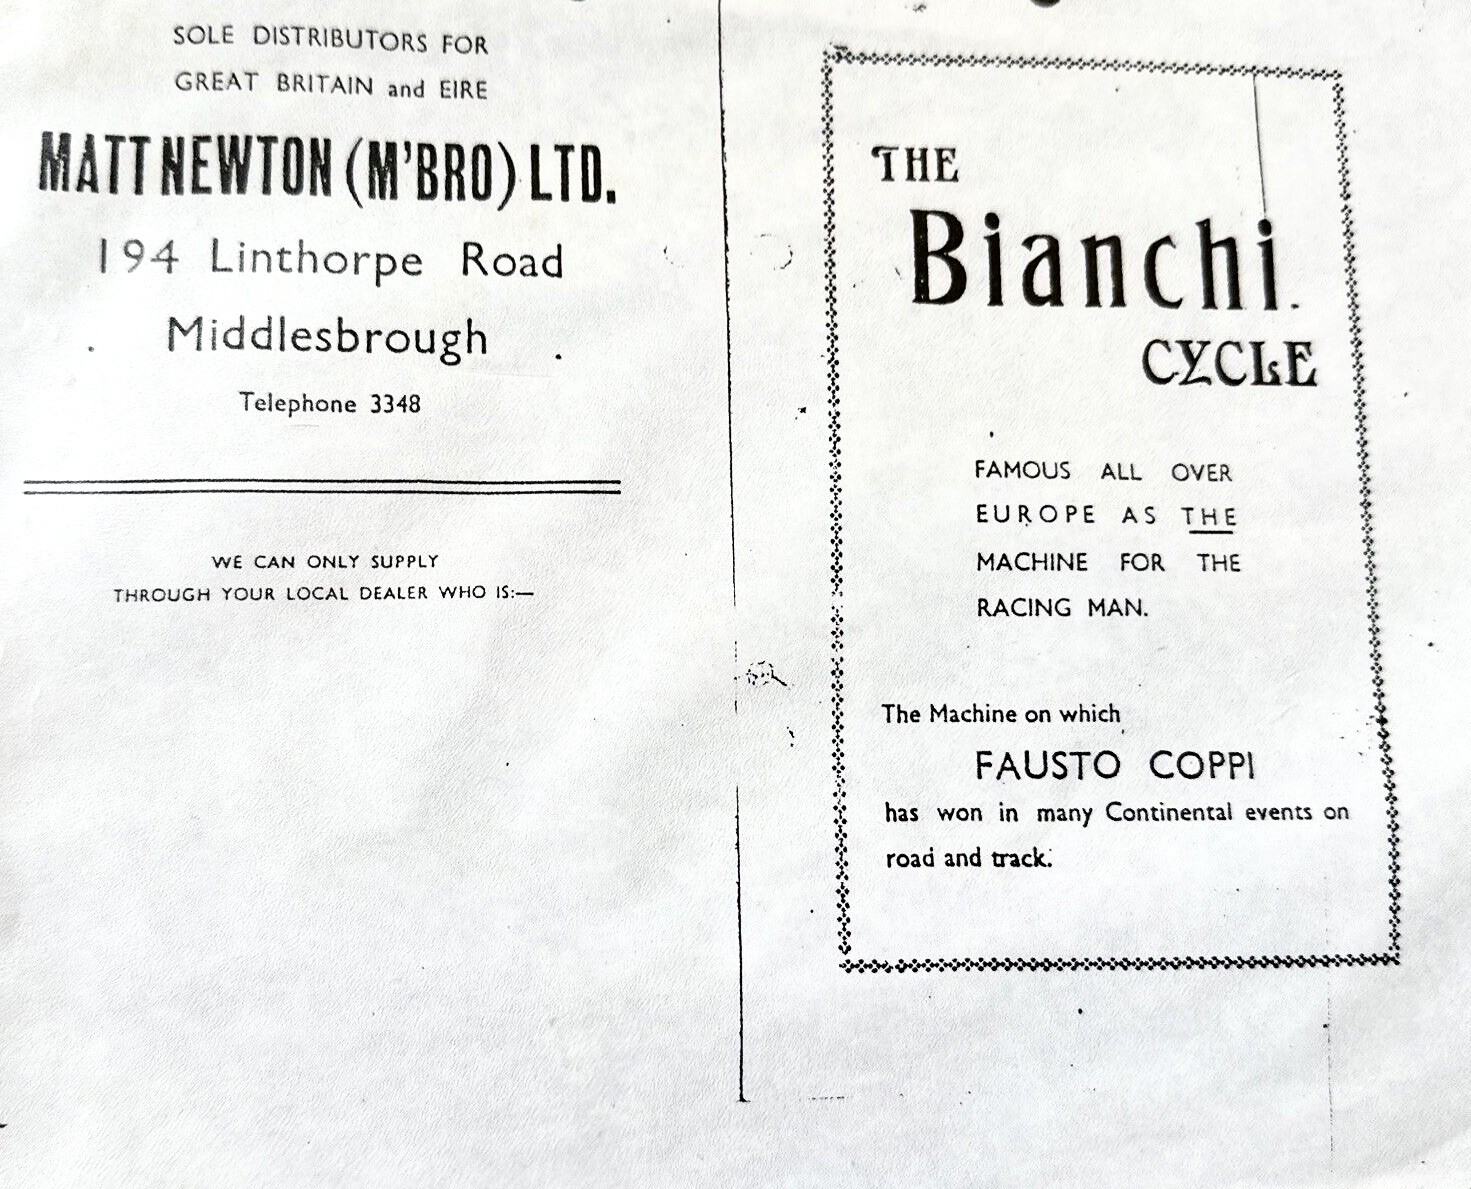 SOLE DISTRIBUTORS FOR
GREAT BRITAIN and EIRE
MATT NEWTON (M'BRO) LTD.
194 Linthorpe Road
Middlesbrough
Telephone 3348
WE CAN ONLY SUPPLY
THROUGH YOUR LOCAL DEALER WHO IS:—
THE
Bianchi.
CYCLE
FAMOUS ALL OVER
EUROPE AS THE
MACHINE FOR THE
RACING MAN.
The Machine on which
FAUSTO COPPI
has won in many Continental events on
road and track.